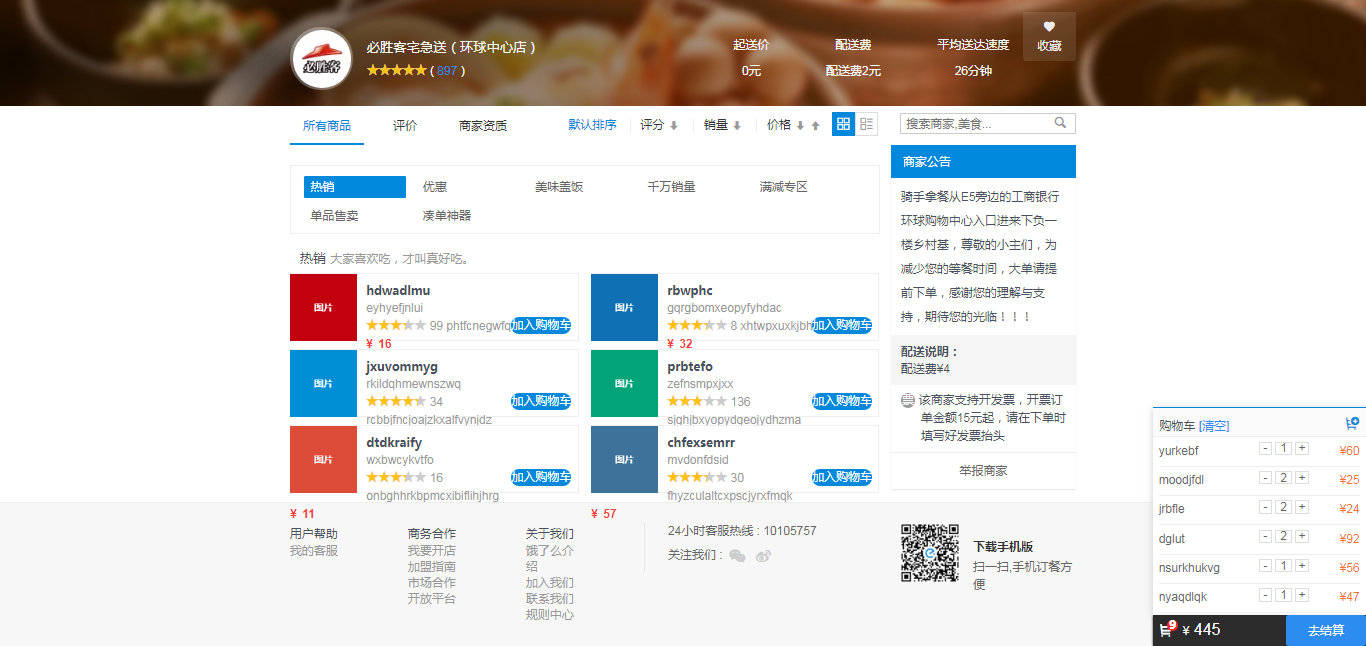 必胜客
必胜客宅急送（环球中心店）
( 897 )
起送价
0元
配送费
配送费2元
平均送达速度
26分钟
收藏
所有商品 评价 商家资质
默认排序 评分 销量 价格
搜索商家,美食...
热销 优惠 美味盖饭 千万销量 满减专区
单品售卖 凑单神器
热销 大家喜欢吃，才叫真好吃。
图片
hdwadlmu
eyhyefjnlui
99 phtfcnegwfq
加入购物车
¥ 16
图片
rbwphc
gqrgbomxeopyfyhdac
8 xhtwpxuxkjbh
加入购物车
¥ 32
图片
jxuvommyg
rkildqhmewnszwq
34
加入购物车
rcbbjfncjoajzkxalfvynjdz
图片
prbtefo
zefnsmpxjxx
136
加入购物车
sjghjbxyopydgeojydhzma
图片
dtdkraify
wxbwcykvtfo
16
加入购物车
onbghhrkbpmcxibiflihjhrg
¥ 11
图片
chfexsemrr
mvdonfdsid
30
加入购物车
fhyzculaltcxpscjyrxfmqk
¥ 57
商家公告
骑手拿餐从E5旁边的工商银行
环球购物中心入口进来下负一
楼乡村基，尊敬的小主们，为
减少您的等餐时间，大单请提
前下单，感谢您的理解与支
持，期待您的光临！！！
配送说明：
配送费¥4
该商家支持开发票，开票订
单金额15元起，请在下单时
填写好发票抬头
举报商家
用户帮助
我的客服
商务合作
我要开店
加盟指南
市场合作
开放平台
关于我们
饿了么介
绍
加入我们
联系我们
规则中心
24小时客服热线 : 10105757
关注我们 :
下载手机版
扫一扫,手机订餐方
便
购物车 [清空]
yurkebf - 1 + ¥60
moodjfdl - 2 + ¥25
jrbfle - 2 + ¥24
dglut - 2 + ¥92
nsurkhukvg - 1 + ¥56
nyaqdlqk - 1 + ¥47
9 ¥ 445 去结算